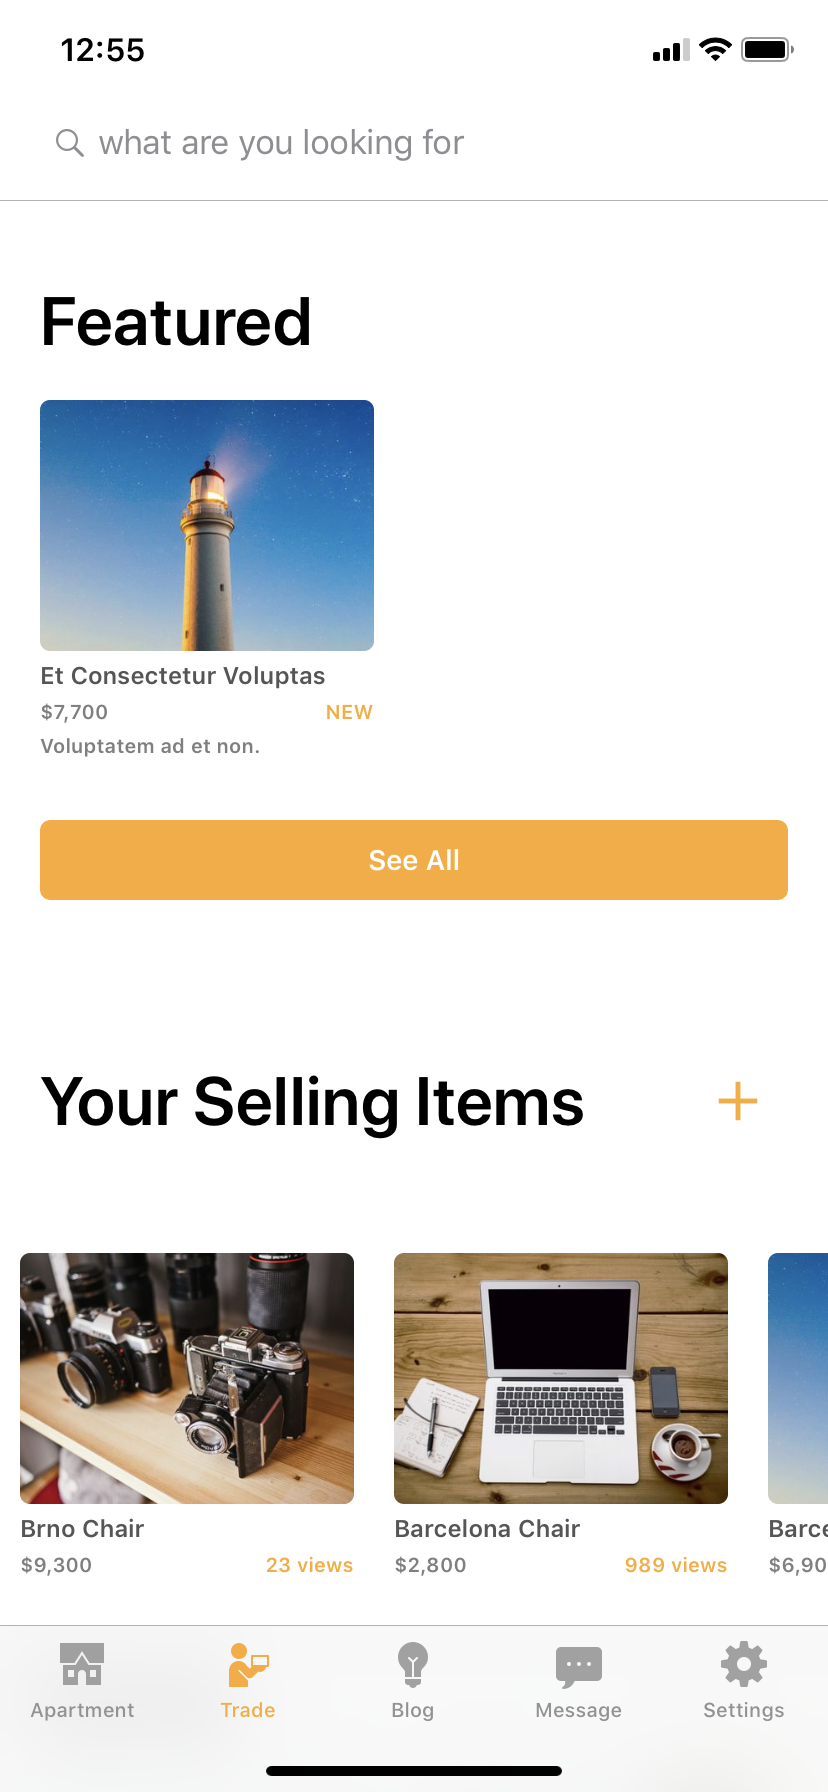 12:55
what are you looking for
Featured
Et Consectetur Voluptas
$7,700 NEW
Voluptatem ad et non.
See All
Your Selling Items
Brno Chair
$9,300 23 views
Barcelona Chair
$2,800 989 views
Barce
$6,90
Apartment Trade Blog Message Settings